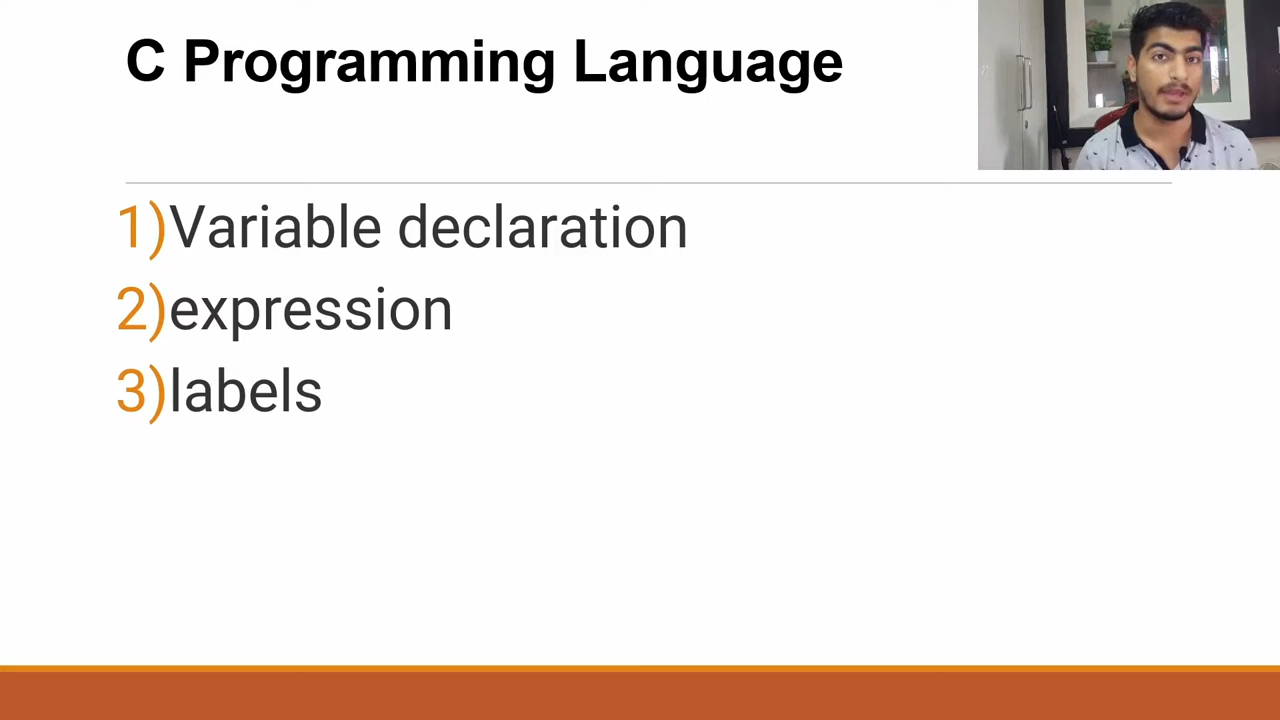 C Programming Language
1)Variable declaration
2)expression
3)labels